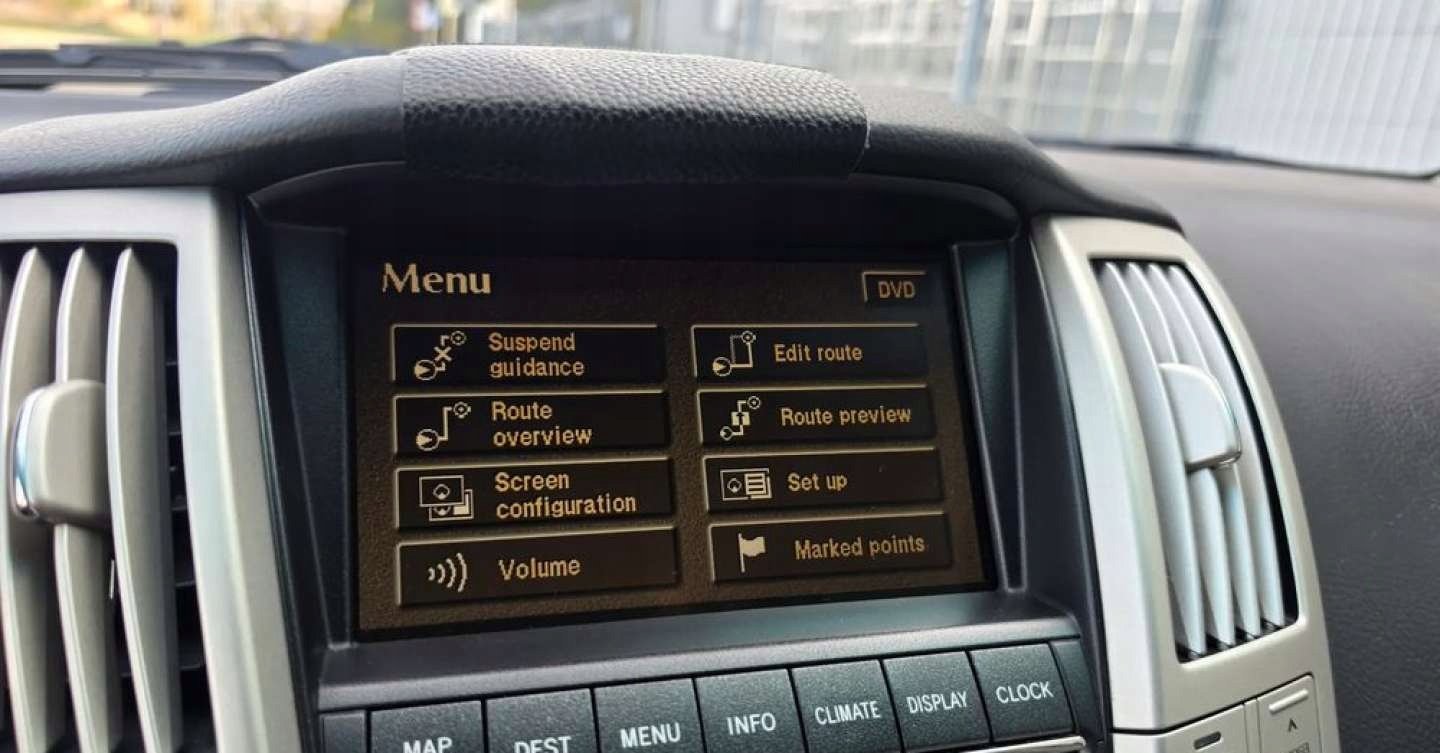 Menu
DVD
Suspend
guidance
Edit route
Route
overview
Route preview
Screen
configuration
Set up
Volume
Marked points
MAP
DEST
MENU
INFO
CLIMATE
DISPLAY
CLOCK